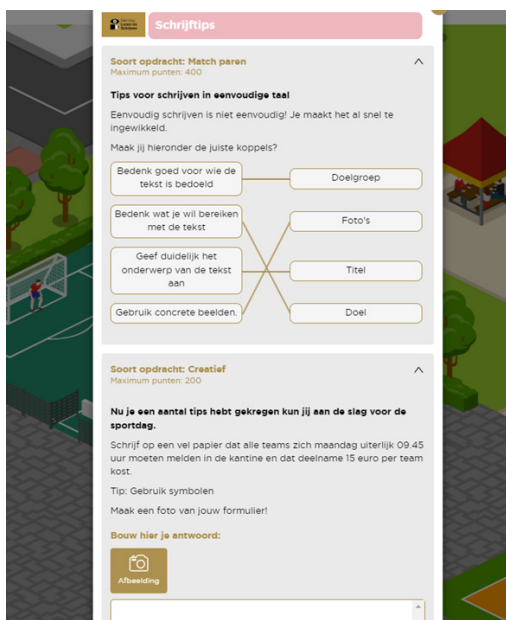 Schrijftips
Soort opdracht: Match paren
Maximum punten: 400
Tips voor schrijven in eenvoudige taal
Eenvoudig schrijven is niet eenvoudig! Je maakt het al snel te
ingewikkeld.
Maak jij hieronder de juiste koppels?
Bedenk goed voor wie de
tekst is bedoeld
Doelgroep
Bedenk wat je wil bereiken
met de tekst
Foto's
Geef duidelijk het
onderwerp van de tekst
aan
Titel
Gebruik concrete beelden.
Doel
Soort opdracht: Creatief
Maximum punten: 200
Nu je een aantal tips hebt gekregen kun jij aan de slag voor de
sportdag.
Schrijf op een vel papier dat alle teams zich maandag uiterlijk 09.45
uur moeten melden in de kantine en dat deelname 15 euro per team
kost.
Tip: Gebruik symbolen
Maak een foto van jouw formulier!
Bouw hier je antwoord:
Afbeelding